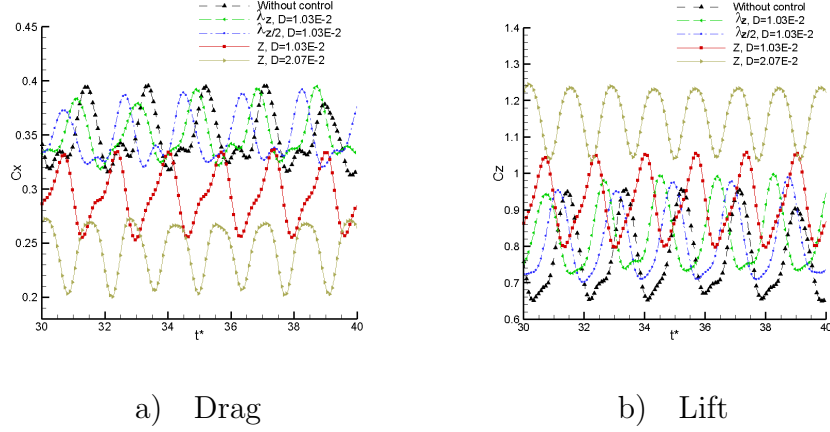 Without control
λz, D=1.03E-2
λz/2, D=1.03E-2
Z, D=1.03E-2
Z, D=2.07E-2
0.45
0.4
0.35
0.3
0.25
0.2
Cx
30 32 34 36 38 40
t*
a) Drag
Without control
λz, D=1.03E-2
λz/2, D=1.03E-2
Z, D=1.03E-2
Z, D=2.07E-2
1.4
1.3
1.2
1.1
1
0.9
0.8
0.7
0.6
Cz
30 32 34 36 38 40
t*
b) Lift